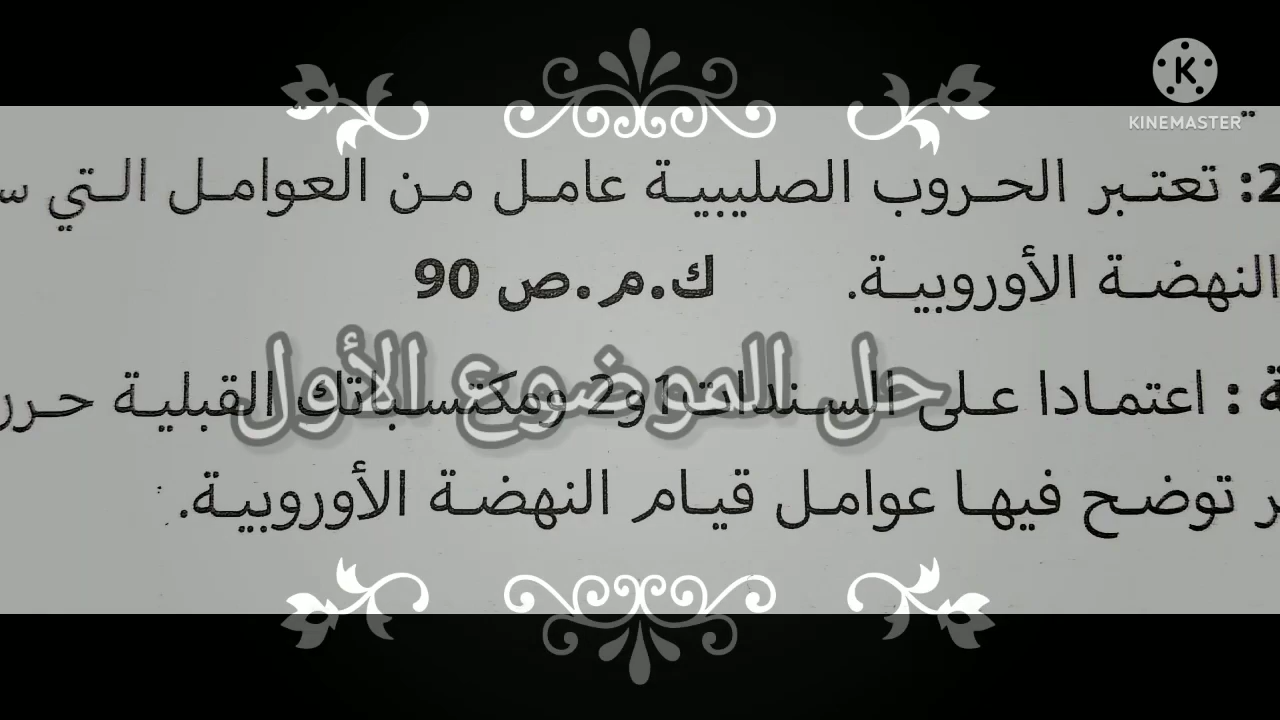 KINEMASTER
2: تعتبر الحروب الصليبية عامل من العوامل التي
النهضة الأوروبية. ك.م.ص 90
حل الموضوع الأول
ة : اعتمادا على السندات 1و2 ومكتسباتك القبلية
توضح فيها عوامل قيام النهضة الأوروبية.